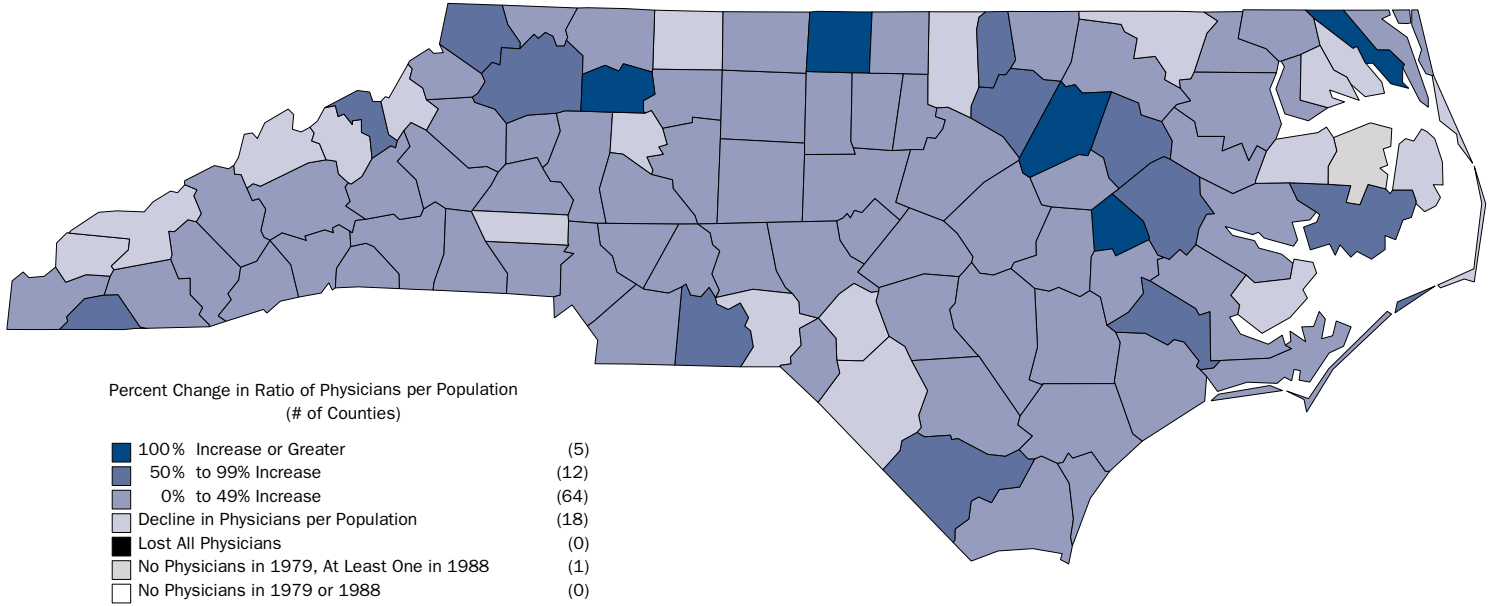 Percent Change in Ratio of Physicians per Population
(# of Counties)
100% Increase or Greater (5)
50% to 99% Increase (12)
0% to 49% Increase (64)
Decline in Physicians per Population (18)
Lost All Physicians (0)
No Physicians in 1979, At Least One in 1988 (1)
No Physicians in 1979 or 1988 (0)